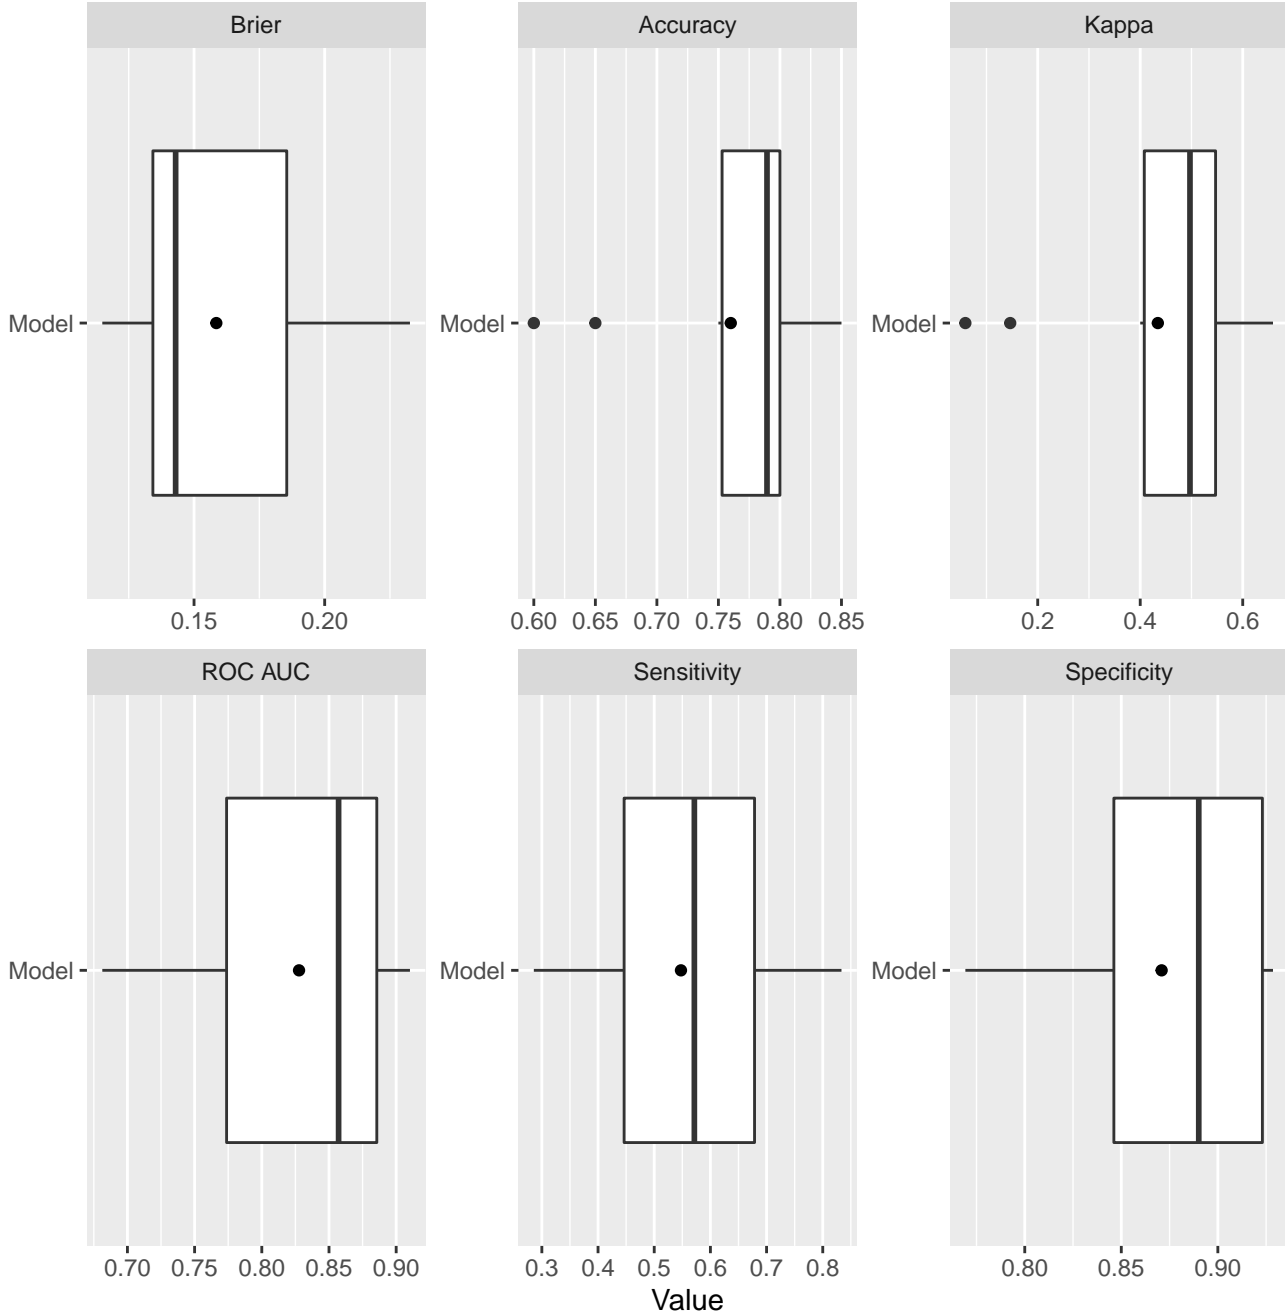 Brier Accuracy Kappa
Model Model Model
0.15 0.20 0.60 0.65 0.70 0.75 0.80 0.85 0.2 0.4 0.6
ROC AUC Sensitivity Specificity
Model Model Model
0.70 0.75 0.80 0.85 0.90 0.3 0.4 0.5 0.6 0.7 0.8 0.80 0.85 0.90
Value